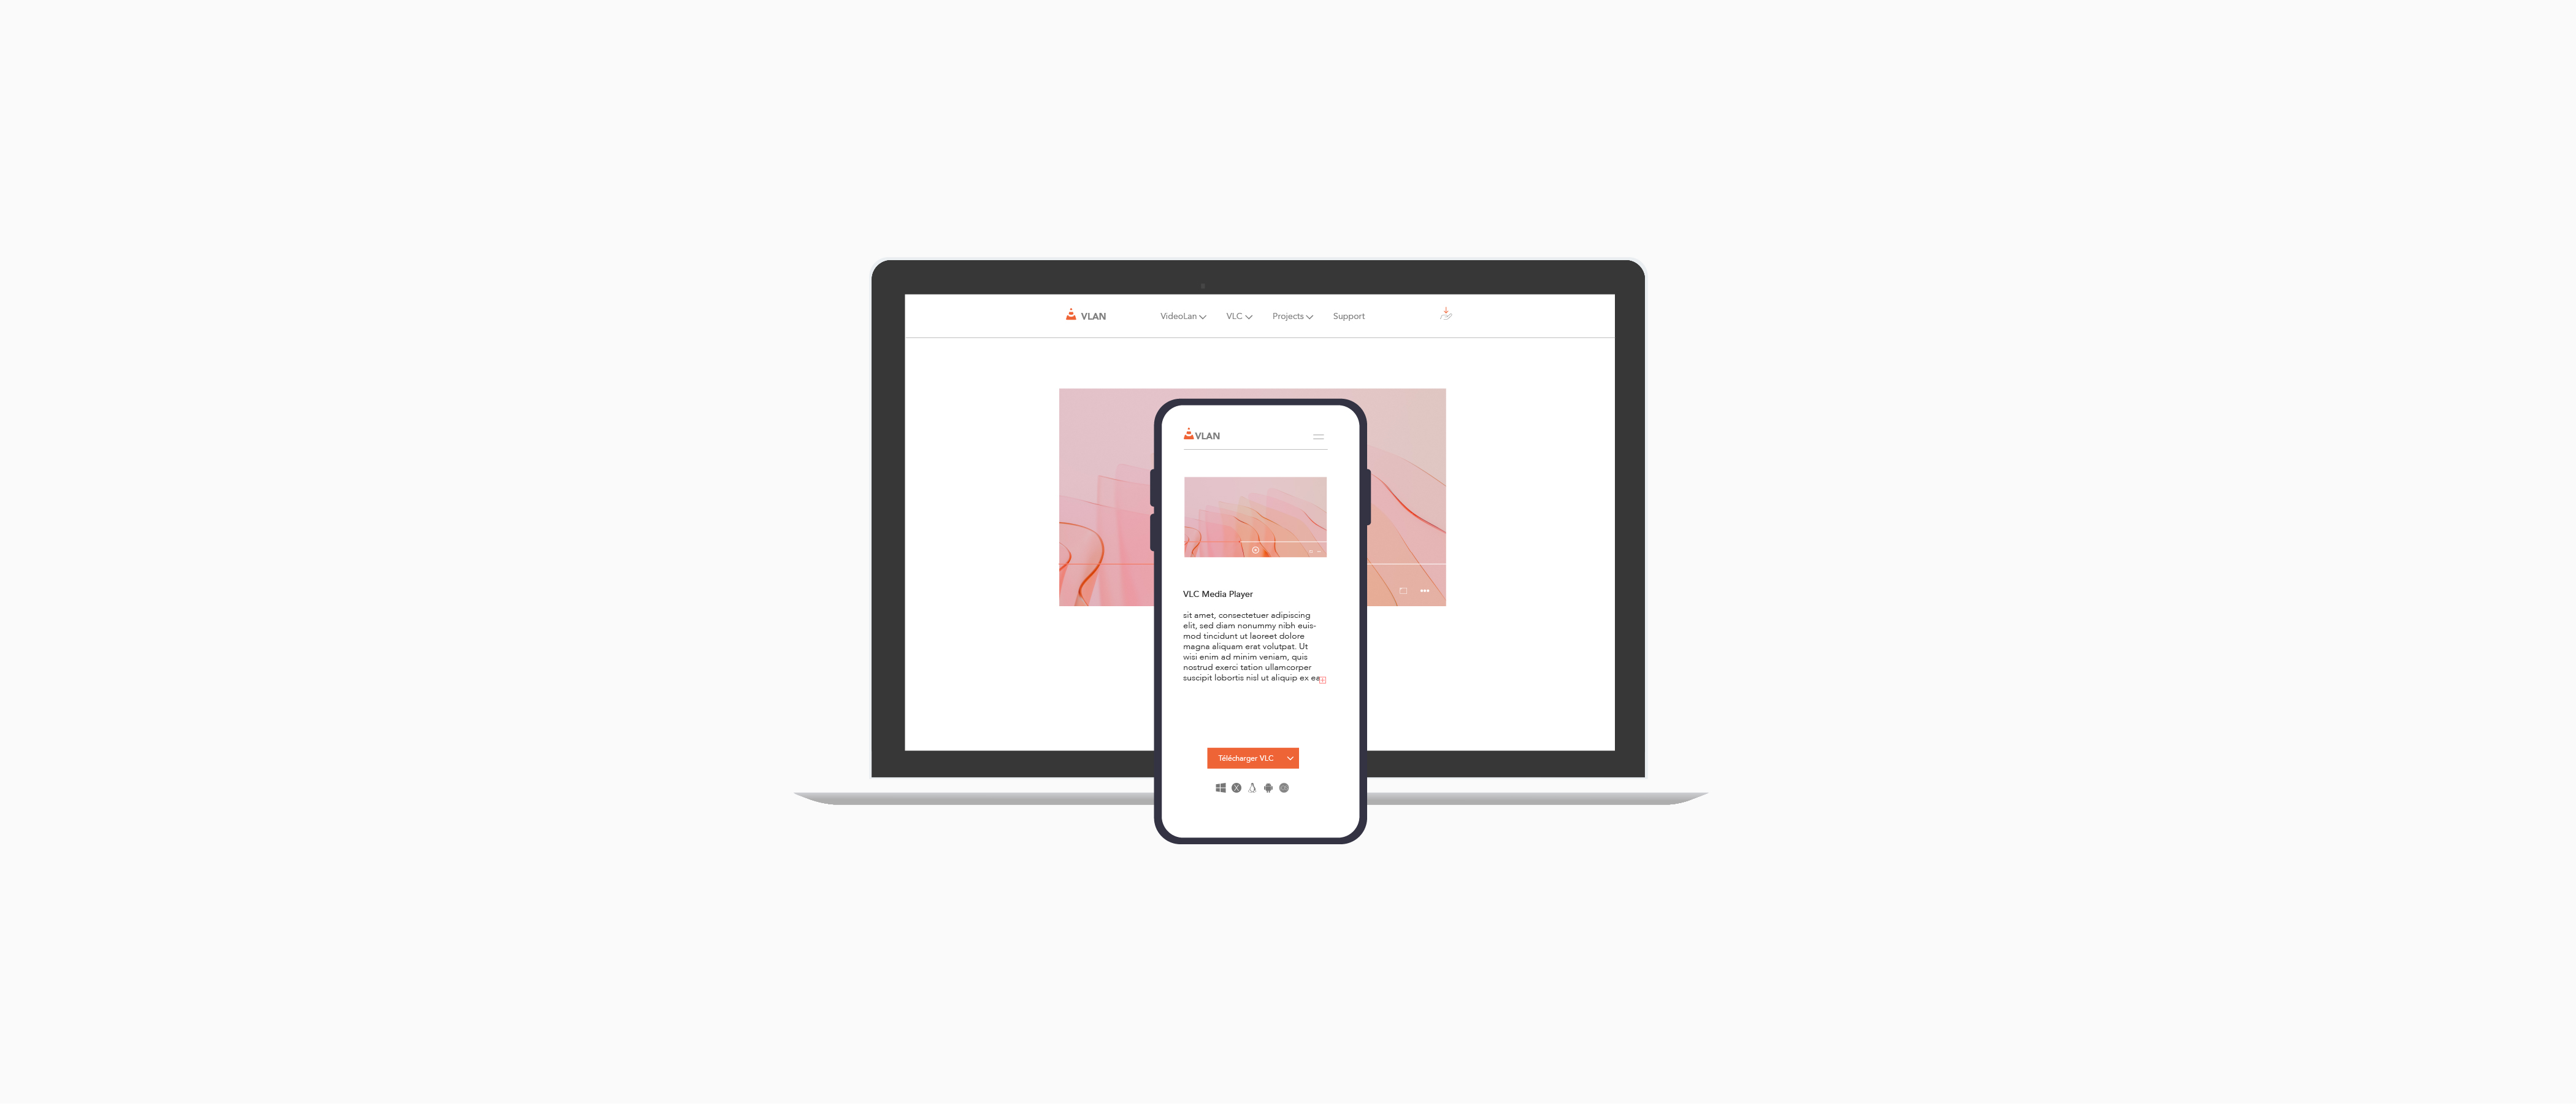 VLAN
VideoLan
VLC
Projects
Support
VLAN
VLC Media Player
sit amet, consectetuer adipiscing
elit, sed diam nonummy nibh euis-
mod tincidunt ut laoreet dolore
magna aliquam erat volutpat. Ut
wisi enim ad minim veniam, quis
nostrud exerci tation ullamcorper
suscipit lobortis nisl ut aliquip ex ea
Télécharger VLC